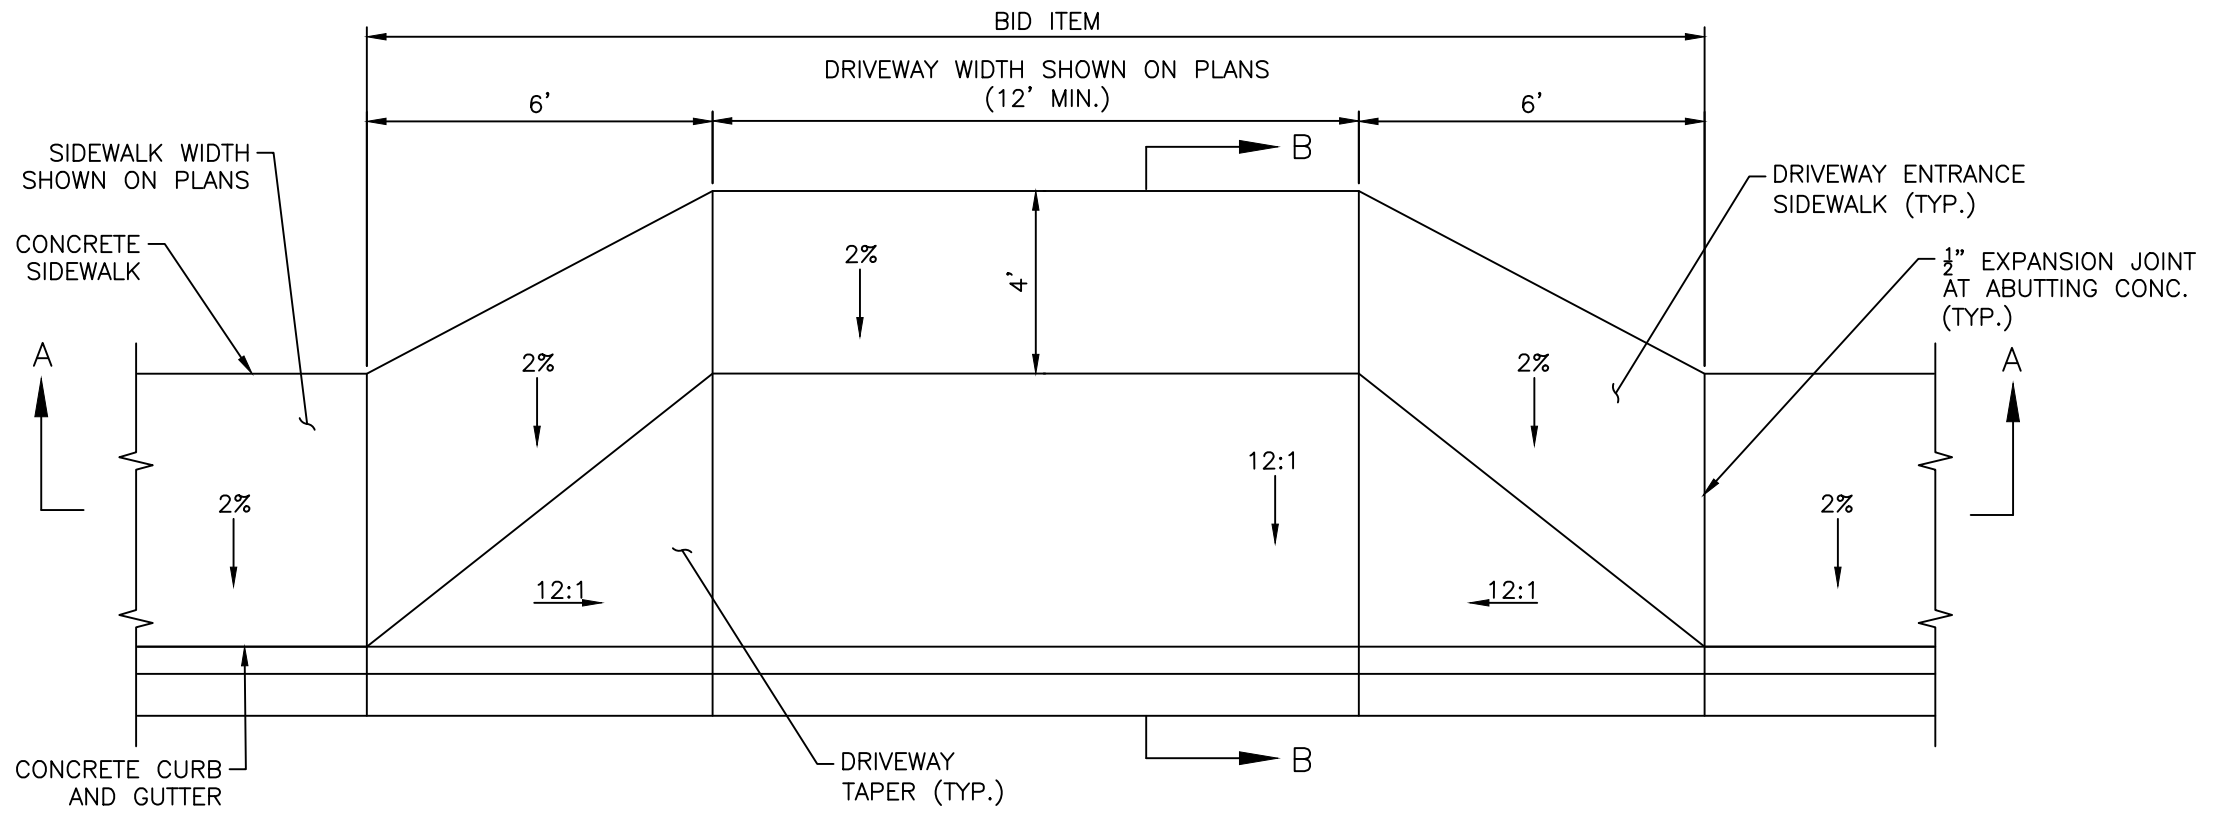 BID ITEM
DRIVEWAY WIDTH SHOWN ON PLANS
(12' MIN.)
6'
6'
B
SIDEWALK WIDTH
SHOWN ON PLANS
DRIVEWAY ENTRANCE
SIDEWALK (TYP.)
CONCRETE
SIDEWALK
2%
4'
½" EXPANSION JOINT
AT ABUTTING CONC.
(TYP.)
A
2%
2%
A
12:1
2%
2%
12:1
12:1
CONCRETE CURB
AND GUTTER
DRIVEWAY
TAPER (TYP.)
B